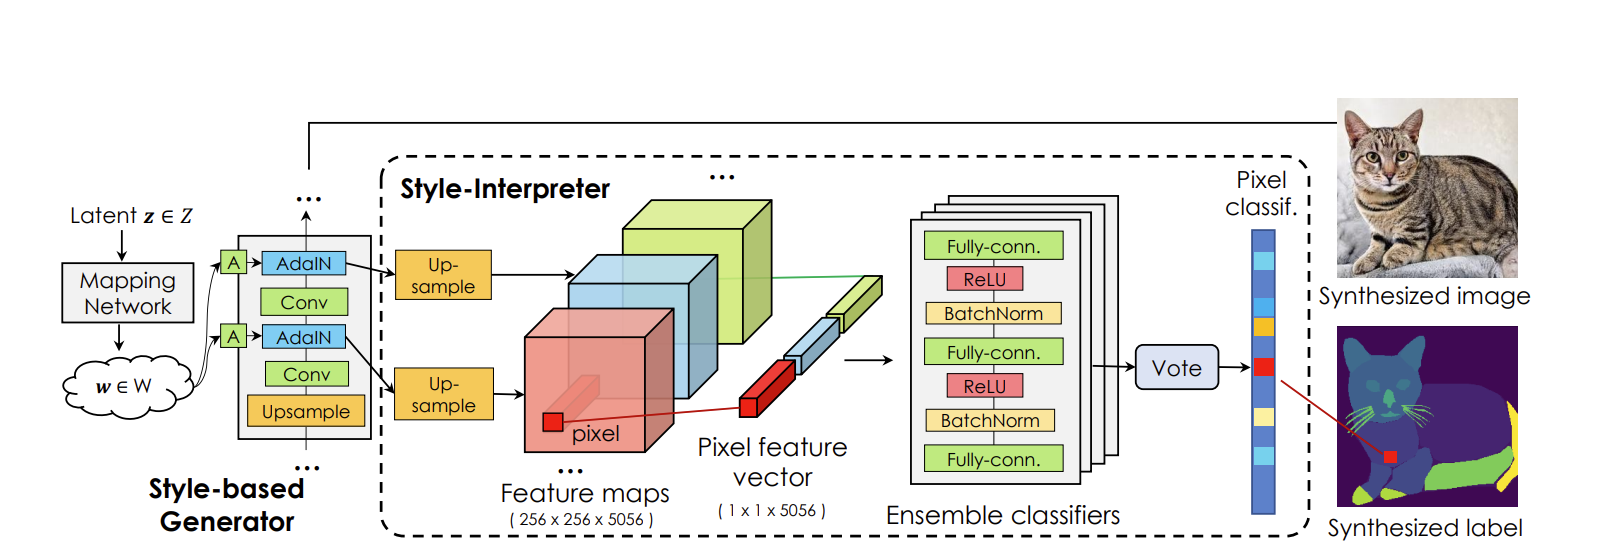 Latent z ∈ Z
Mapping
Network
w ∈ W
...
A
AdaIN
Conv
A
AdaIN
Conv
Upsample
...
Style-based
Generator
Style-Interpreter
Up-
sample
Up-
sample
...
pixel
...
Feature maps
( 256 x 256 x 5056 )
Pixel feature
vector
( 1 x 1 x 5056 )
Fully-conn.
ReLU
BatchNorm
Fully-conn.
ReLU
BatchNorm
Fully-conn.
Ensemble classifiers
Vote
Pixel
classif.
Synthesized image
Synthesized label